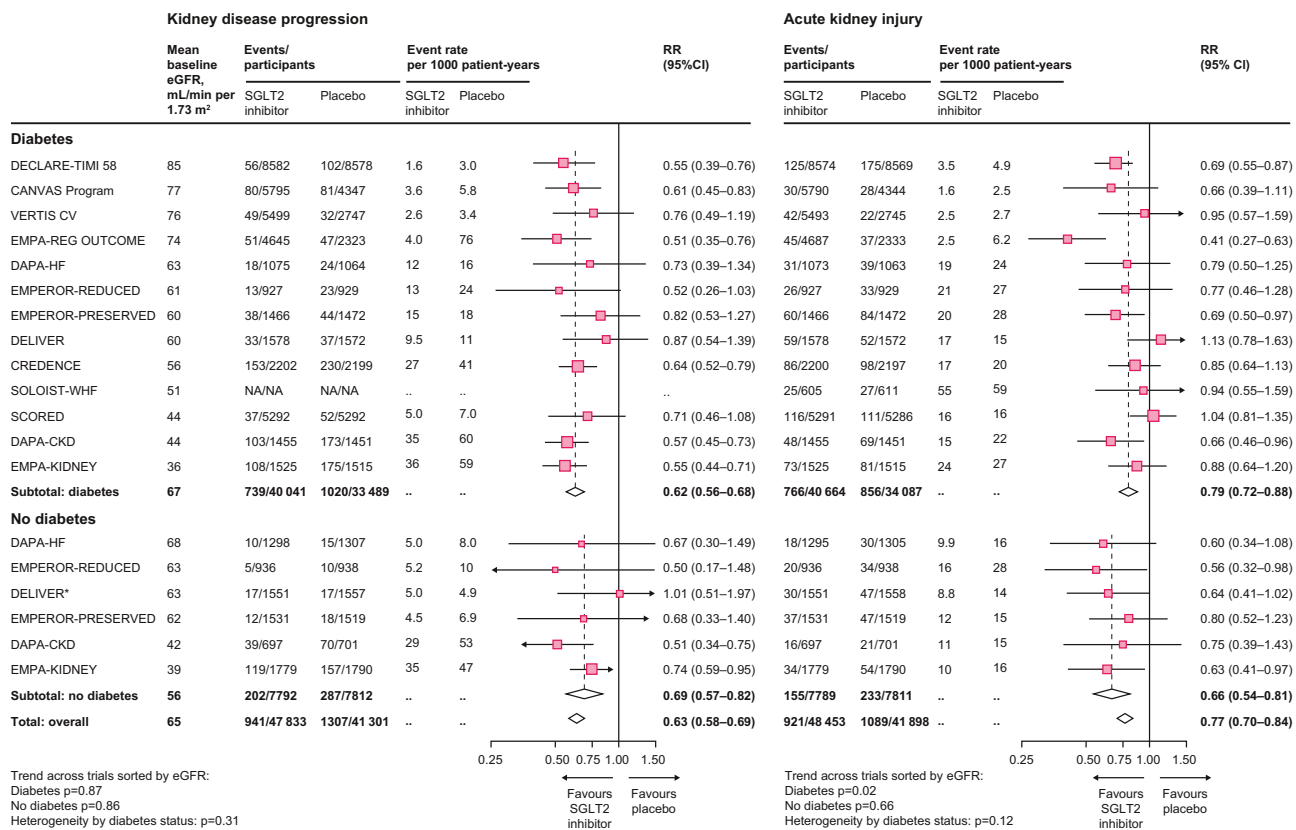 Kidney disease progression Acute kidney injury
Mean baseline eGFR, mL/min per 1.73 m² Events/ participants Event rate per 1000 patient-years RR (95%CI) Events/ participants Event rate per 1000 patient-years RR (95% CI)
SGLT2 inhibitor Placebo SGLT2 inhibitor Placebo SGLT2 inhibitor Placebo SGLT2 inhibitor Placebo
Diabetes
DECLARE-TIMI 58 85 56/8582 102/8578 1.6 3.0 0.55 (0.39–0.76) 125/8574 175/8569 3.5 4.9 0.69 (0.55–0.87)
CANVAS Program 77 80/5795 81/4347 3.6 5.8 0.61 (0.45–0.83) 30/5790 28/4344 1.6 2.5 0.66 (0.39–1.11)
VERTIS CV 76 49/5499 32/2747 2.6 3.4 0.76 (0.49–1.19) 42/5493 22/2745 2.5 2.7 0.95 (0.57–1.59)
EMPA-REG OUTCOME 74 51/4645 47/2323 4.0 76 0.51 (0.35–0.76) 45/4687 37/2333 2.5 6.2 0.41 (0.27–0.63)
DAPA-HF 63 18/1075 24/1064 12 16 0.73 (0.39–1.34) 31/1073 39/1063 19 24 0.79 (0.50–1.25)
EMPEROR-REDUCED 61 13/927 23/929 13 24 0.52 (0.26–1.03) 26/927 33/929 21 27 0.77 (0.46–1.28)
EMPEROR-PRESERVED 60 38/1466 44/1472 15 18 0.82 (0.53–1.27) 60/1466 84/1472 20 28 0.69 (0.50–0.97)
DELIVER 60 33/1578 37/1572 9.5 11 0.87 (0.54–1.39) 59/1578 52/1572 17 15 1.13 (0.78–1.63)
CREDENCE 56 153/2202 230/2199 27 41 0.64 (0.52–0.79) 86/2200 98/2197 17 20 0.85 (0.64–1.13)
SOLOIST-WHF 51 NA/NA NA/NA .. .. .. 25/605 27/611 55 59 0.94 (0.55–1.59)
SCORED 44 37/5292 52/5292 5.0 7.0 0.71 (0.46–1.08) 116/5291 111/5286 16 16 1.04 (0.81–1.35)
DAPA-CKD 44 103/1455 173/1451 35 60 0.57 (0.45–0.73) 48/1455 69/1451 15 22 0.66 (0.46–0.96)
EMPA-KIDNEY 36 108/1525 175/1515 36 59 0.55 (0.44–0.71) 73/1525 81/1515 24 27 0.88 (0.64–1.20)
Subtotal: diabetes 67 739/40 041 1020/33 489 .. .. 0.62 (0.56–0.68) 766/40 664 856/34 087 .. .. 0.79 (0.72–0.88)
No diabetes
DAPA-HF 68 10/1298 15/1307 5.0 8.0 0.67 (0.30–1.49) 18/1295 30/1305 9.9 16 0.60 (0.34–1.08)
EMPEROR-REDUCED 63 5/936 10/938 5.2 10 0.50 (0.17–1.48) 20/936 34/938 16 28 0.56 (0.32–0.98)
DELIVER* 63 17/1551 17/1557 5.0 4.9 1.01 (0.51–1.97) 30/1551 47/1558 8.8 14 0.64 (0.41–1.02)
EMPEROR-PRESERVED 62 12/1531 18/1519 4.5 6.9 0.68 (0.33–1.40) 37/1531 47/1519 12 15 0.80 (0.52–1.23)
DAPA-CKD 42 39/697 70/701 29 53 0.51 (0.34–0.75) 16/697 21/701 11 15 0.75 (0.39–1.43)
EMPA-KIDNEY 39 119/1779 157/1790 35 47 0.74 (0.59–0.95) 34/1779 54/1790 10 16 0.63 (0.41–0.97)
Subtotal: no diabetes 56 202/7792 287/7812 .. .. 0.69 (0.57–0.82) 155/7789 233/7811 .. .. 0.66 (0.54–0.81)
Total: overall 65 941/47 833 1307/41 301 .. .. 0.63 (0.58–0.69) 921/48 453 1089/41 898 .. .. 0.77 (0.70–0.84)
0.25 0.50 0.75 1.00 1.50 0.25 0.50 0.75 1.00 1.50
Trend across trials sorted by eGFR: Trend across trials sorted by eGFR:
Diabetes p=0.87 Favours Favours Diabetes p=0.02 Favours Favours
No diabetes p=0.86 SGLT2 placebo No diabetes p=0.66 SGLT2 placebo
Heterogeneity by diabetes status: p=0.31 inhibitor Heterogeneity by diabetes status: p=0.12 inhibitor